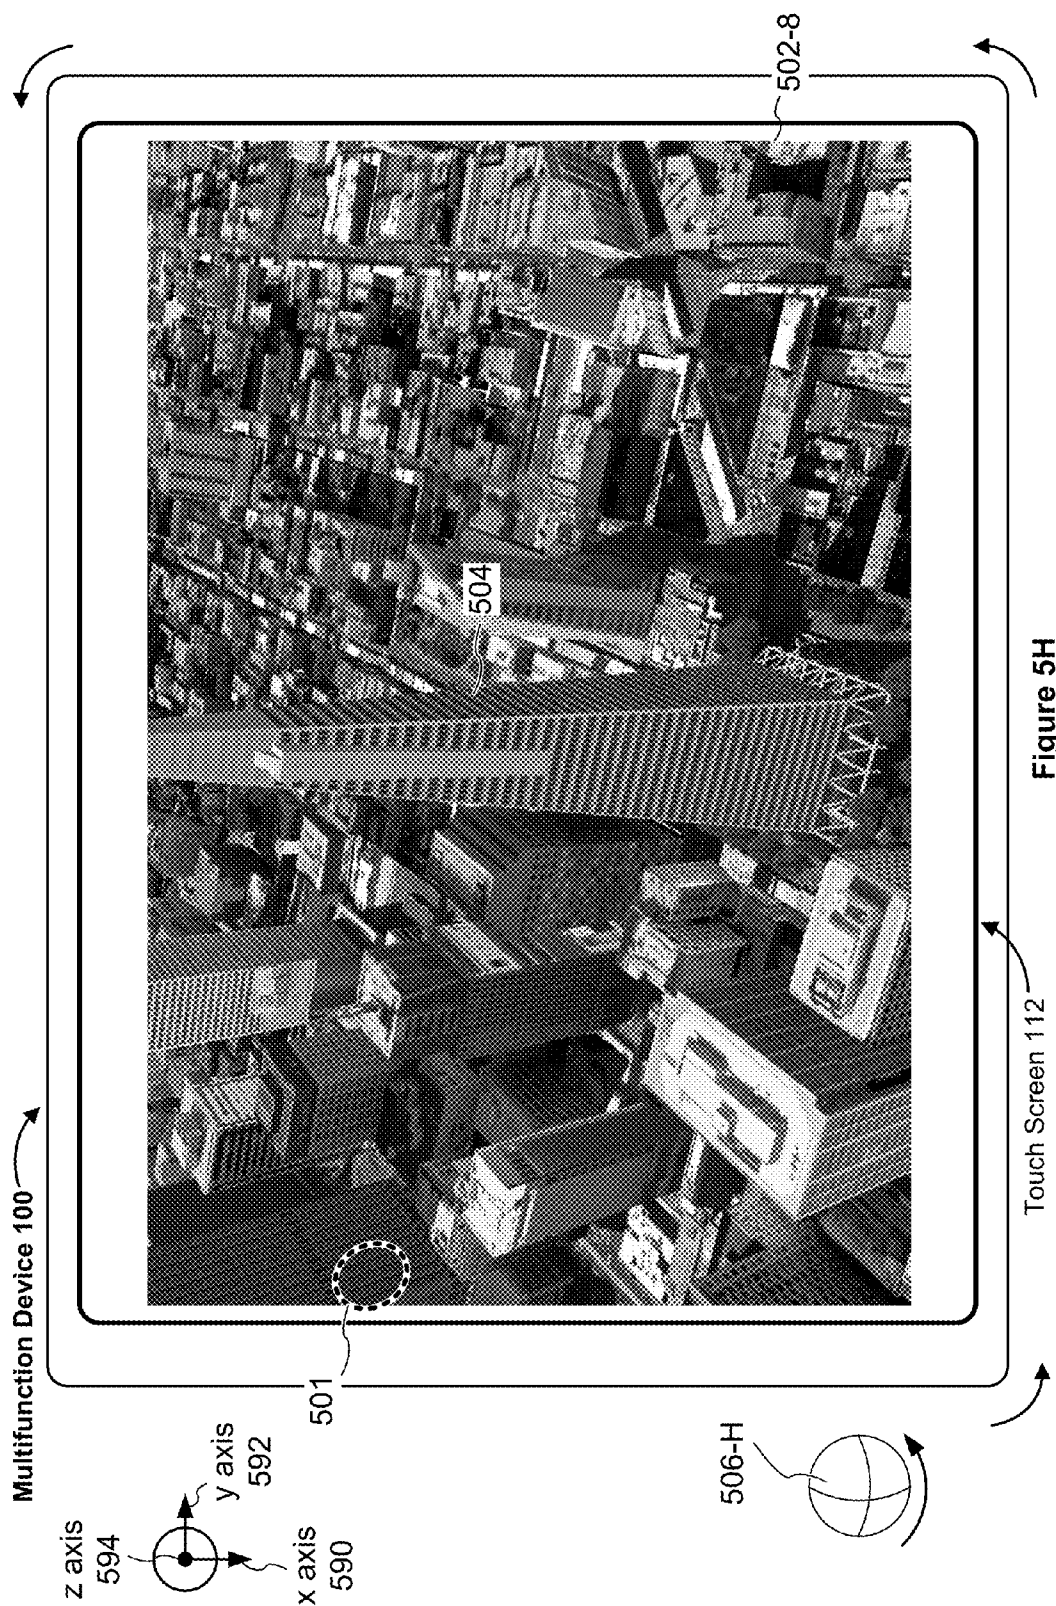 Multifunction Device 100
z axis
594
y axis
592
x axis
590
501
504
502-8
506-H
Touch Screen 112
Figure 5H